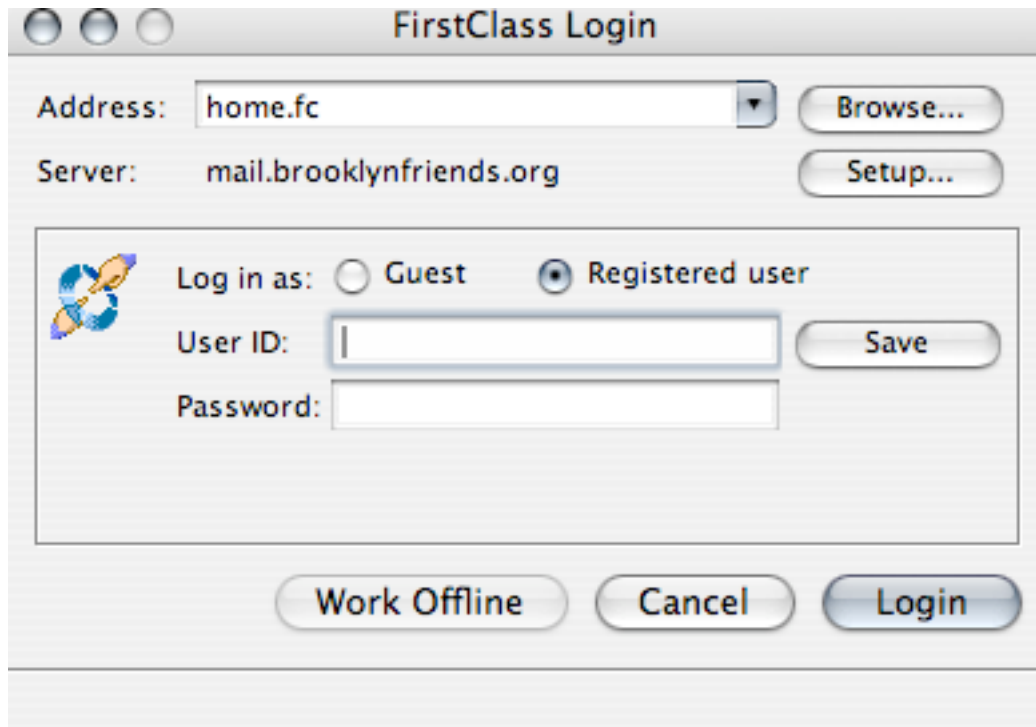 FirstClass Login
Address: home.fc Browse...
Server: mail.brooklynfriends.org Setup...
Log in as: Guest Registered user
User ID: Save
Password:
Work Offline Cancel Login